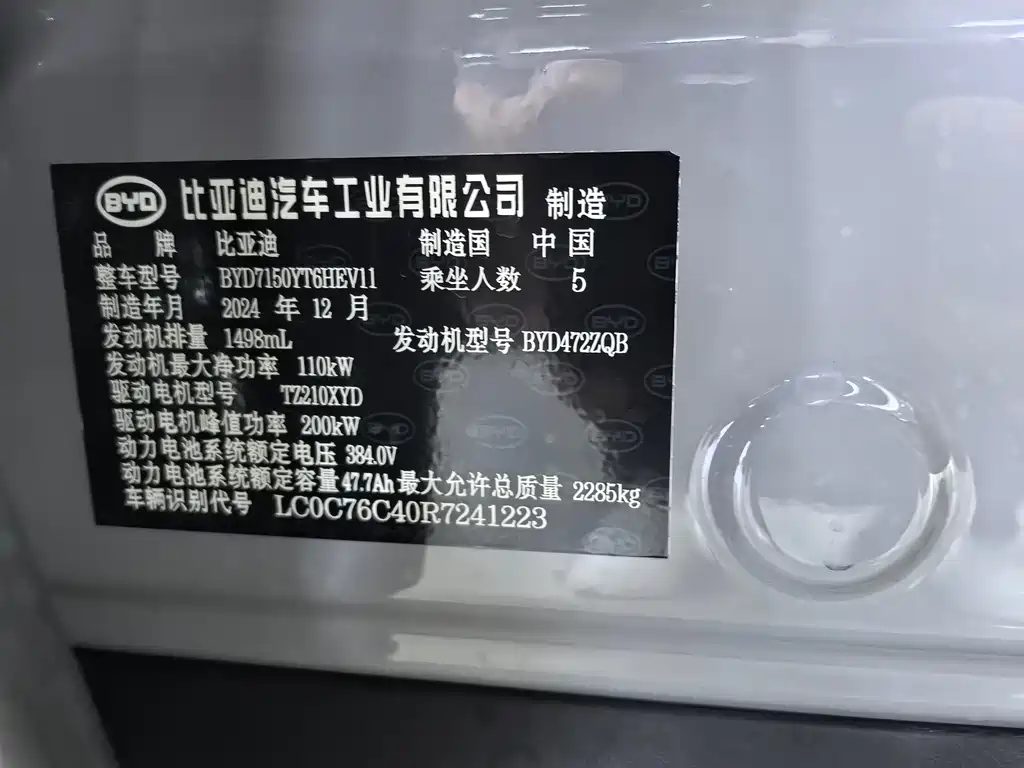 BYD 比亚迪汽车工业有限公司 制造
品 牌 比亚迪 制造国 中国
整车型号 BYD7150YT6HEV11 乘坐人数 5
制造年月 2024 年 12 月
发动机排量 1498mL 发动机型号 BYD472ZQB
发动机最大净功率 110kW
驱动电机型号 TZ210XYD
驱动电机峰值功率 200kW
动力电池系统额定电压 384.0V
动力电池系统额定容量 47.7Ah 最大允许总质量 2285kg
车辆识别代号 LC0C76C40R7241223